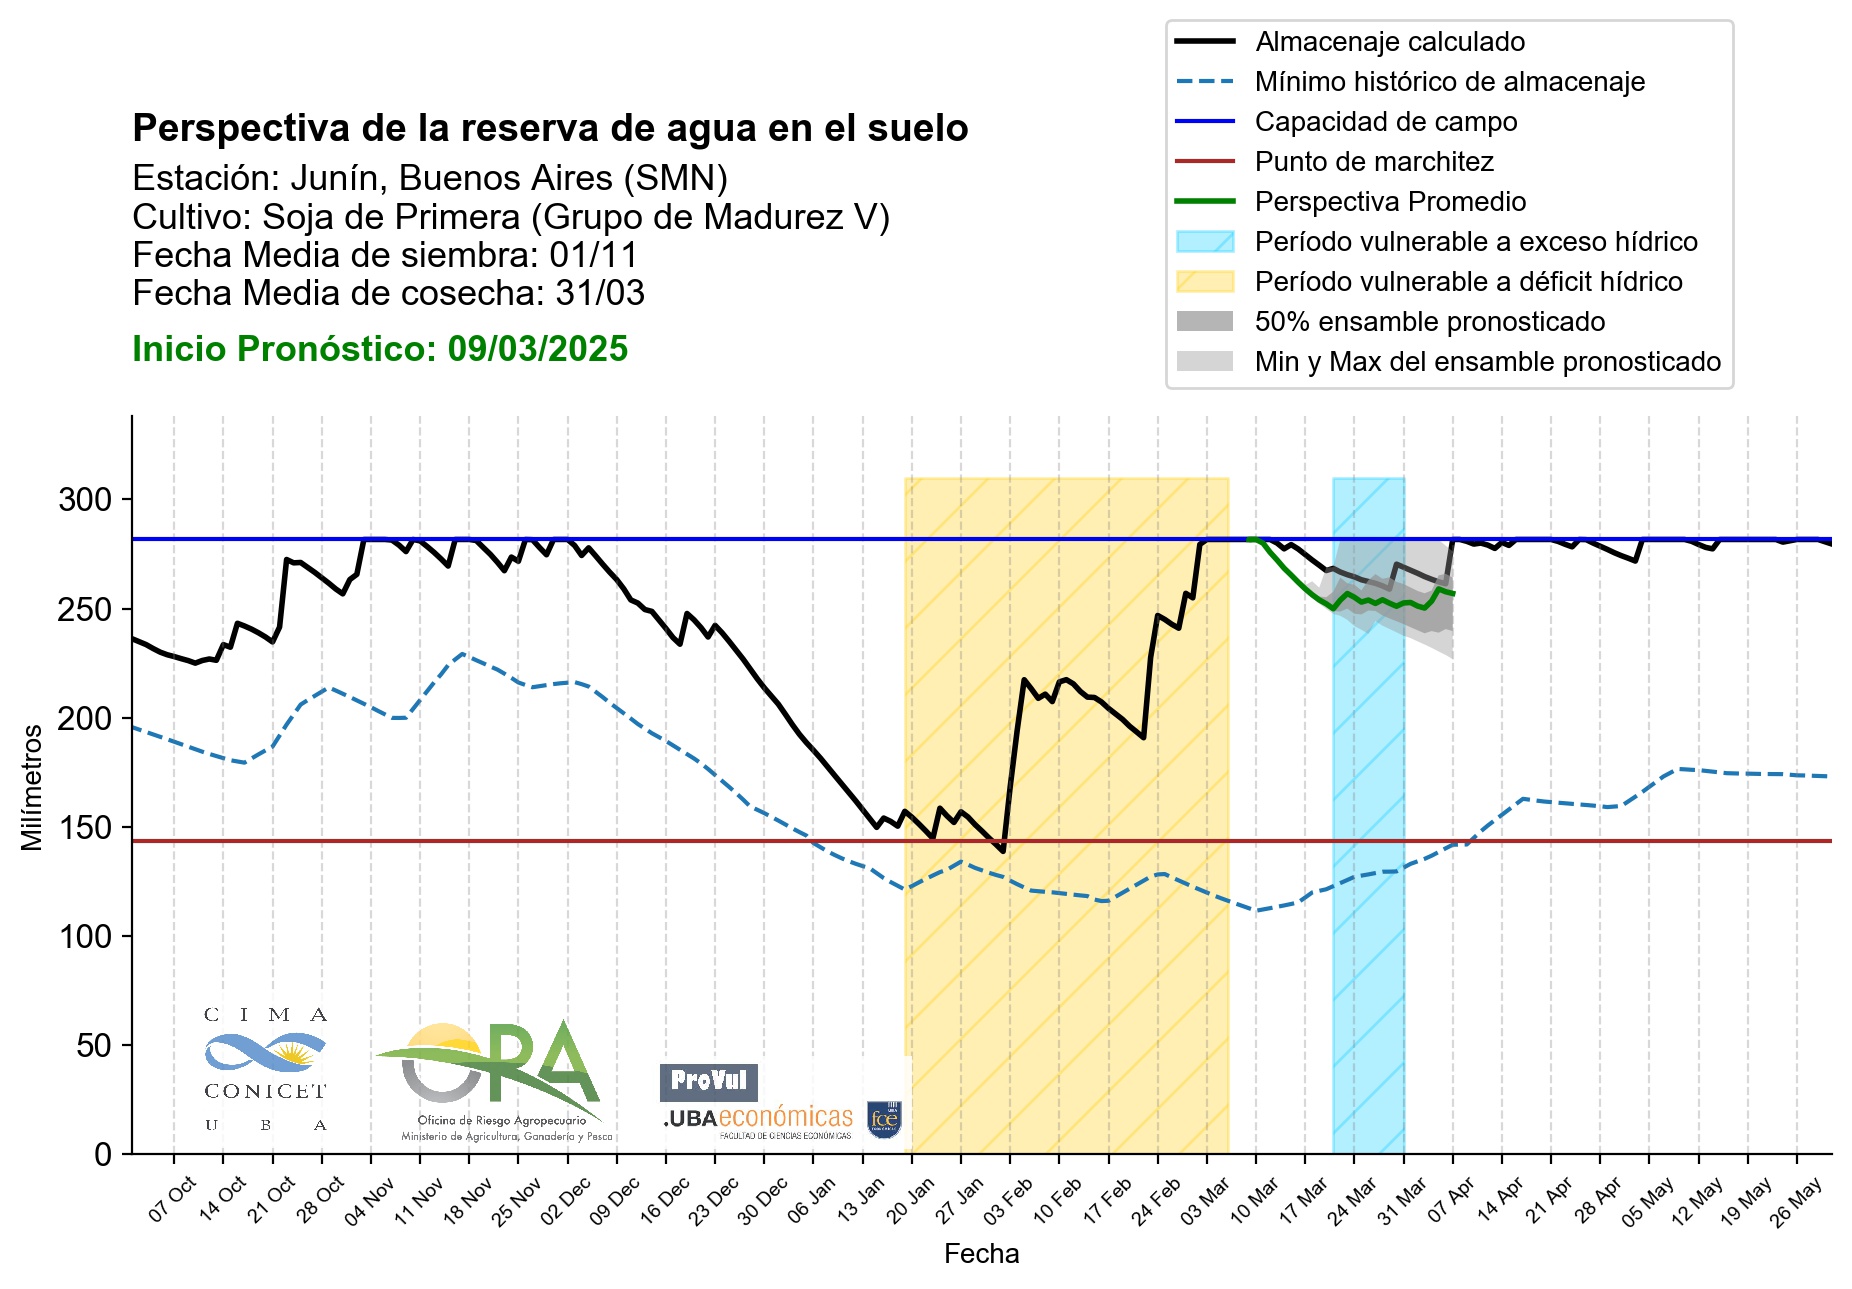 Almacenaje calculado
Mínimo histórico de almacenaje
Capacidad de campo
Punto de marchitez
Perspectiva Promedio
Período vulnerable a exceso hídrico
Período vulnerable a déficit hídrico
50% ensamble pronosticado
Min y Max del ensamble pronosticado
Perspectiva de la reserva de agua en el suelo
Estación: Junín, Buenos Aires (SMN)
Cultivo: Soja de Primera (Grupo de Madurez V)
Fecha Media de siembra: 01/11
Fecha Media de cosecha: 31/03
Inicio Pronóstico: 09/03/2025
Milímetros
300
250
200
150
100
50
0
CIMA
CONICET
UBA
ORA
Oficina de Riesgo Agropecuario
Ministerio de Agricultura, Ganadería y Pesca
ProVul
.UBAeconómicas
FACULTAD DE CIENCIAS ECONÓMICAS
UBA
fce
07 Oct
14 Oct
21 Oct
28 Oct
04 Nov
11 Nov
18 Nov
25 Nov
02 Dec
09 Dec
16 Dec
23 Dec
30 Dec
06 Jan
13 Jan
20 Jan
27 Jan
03 Feb
10 Feb
17 Feb
24 Feb
03 Mar
10 Mar
17 Mar
24 Mar
31 Mar
07 Apr
14 Apr
21 Apr
28 Apr
05 May
12 May
19 May
26 May
Fecha